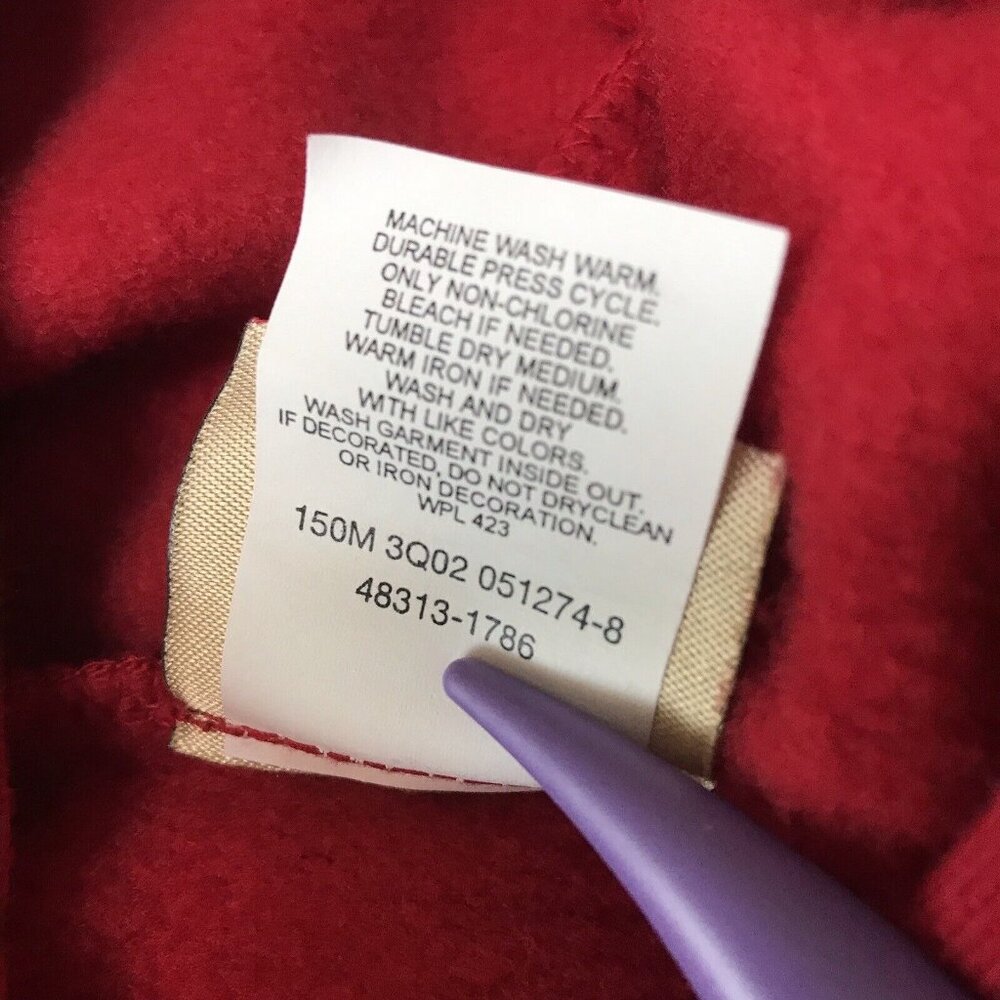 MACHINE WASH WARM.
DURABLE PRESS CYCLE.
ONLY NON-CHLORINE
BLEACH IF NEEDED.
TUMBLE DRY MEDIUM.
WARM IRON IF NEEDED.
WASH AND DRY
WITH LIKE COLORS.
WASH GARMENT INSIDE OUT.
IF DECORATED, DO NOT DRYCLEAN
OR IRON DECORATION.
WPL 423
150M 3Q02 051274-8
48313-1786